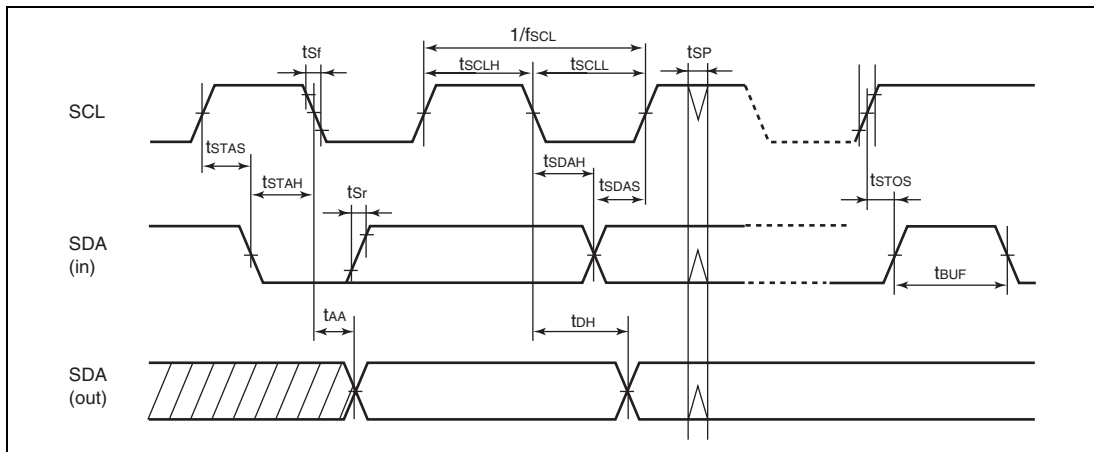 1/fSCL
tSf
tSP
tSCLH
tSCLL
SCL
tSTAS
tSDAH
tSTAH
tSDAS
tSTOS
tSr
SDA
(in)
tBUF
tAA
tDH
SDA
(out)